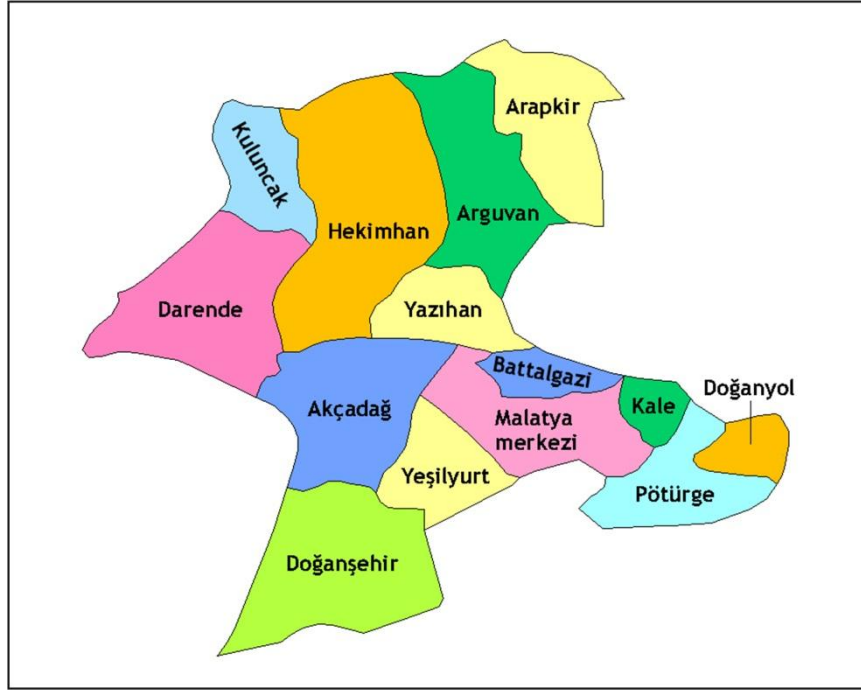 Arapkir
Kuluncak
Arguvan
Hekimhan
Darende
Yazıhan
Battalgazi
Doğanyol
Akçadağ
Kale
Malatya
merkezi
Yeşilyurt
Pötürge
Doğanşehir